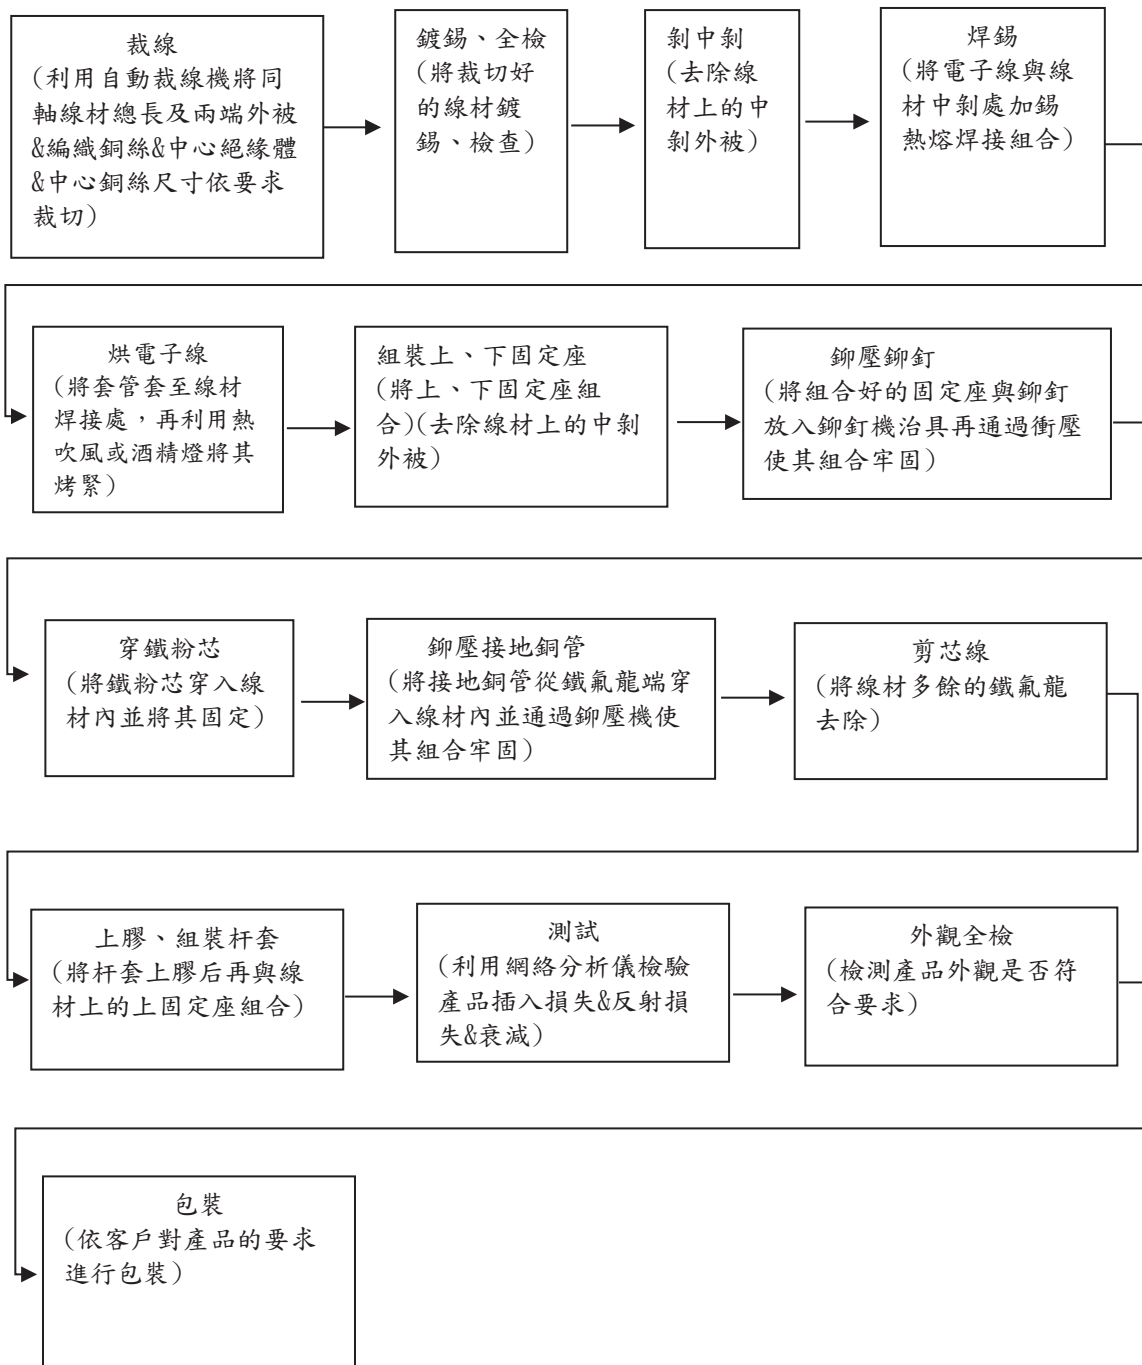 裁線
(利用自動裁線機將同
軸線材總長及兩端外被
&編織銅絲&中心絕緣體
&中心銅絲尺寸依要求
裁切)
鍍錫、全檢
(將裁切好
的線材鍍
錫、檢查)
剝中剝
(去除線
材上的中
剝外被)
焊錫
(將電子線與線
材中剝處加錫
熱熔焊接組合)
烘電子線
(將套管套至線材
焊接處，再利用熱
吹風或酒精燈將其
烤緊)
組裝上、下固定座
(將上、下固定座組
合)(去除線材上的中剝
外被)
鉚壓鉚釘
(將組合好的固定座與鉚釘
放入鉚釘機治具再通過衝壓
使其組合牢固)
穿鐵粉芯
(將鐵粉芯穿入線
材內並將其固定)
鉚壓接地銅管
(將接地銅管從鐵氟龍端穿
入線材內並通過鉚壓機使
其組合牢固)
剪芯線
(將線材多餘的鐵氟龍
去除)
上膠、組裝杆套
(將杆套上膠后再與線
材上的上固定座組合)
測試
(利用網絡分析儀檢驗
產品插入損失&反射損
失&衰減)
外觀全檢
(檢測產品外觀是否符
合要求)
包裝
(依客戶對產品的要求
進行包裝)